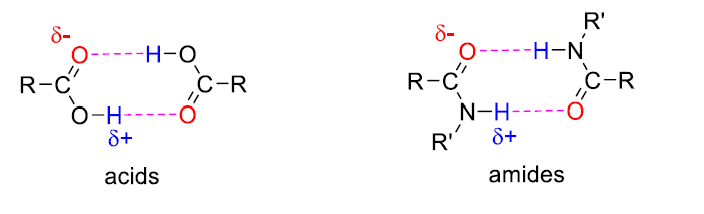 δ- R'
O H-O O H-N
R-C C-R R-C C-R
O-H O N-H O
δ+ R' δ+
acids amides
δ-